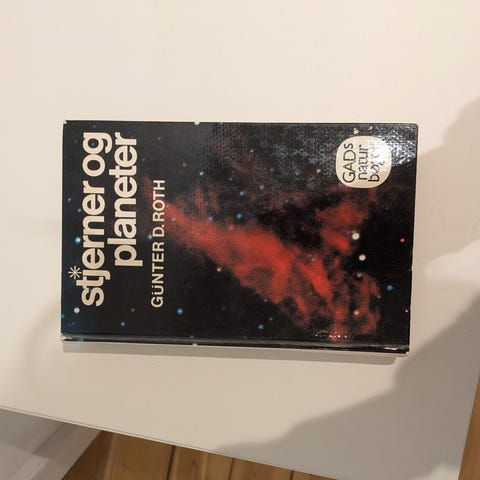 stjerner og
planeter
GÜNTER D. ROTH
GADs
natur
bøger